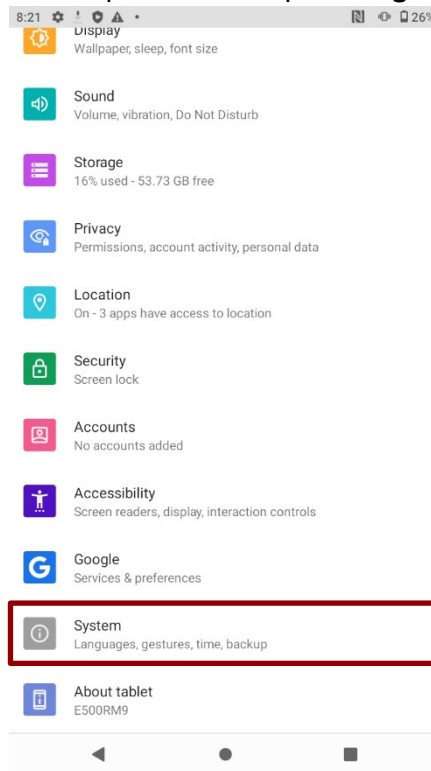 8:21 26%
Display
Wallpaper, sleep, font size
Sound
Volume, vibration, Do Not Disturb
Storage
16% used - 53.73 GB free
Privacy
Permissions, account activity, personal data
Location
On - 3 apps have access to location
Security
Screen lock
Accounts
No accounts added
Accessibility
Screen readers, display, interaction controls
Google
Services & preferences
System
Languages, gestures, time, backup
About tablet
E500RM9